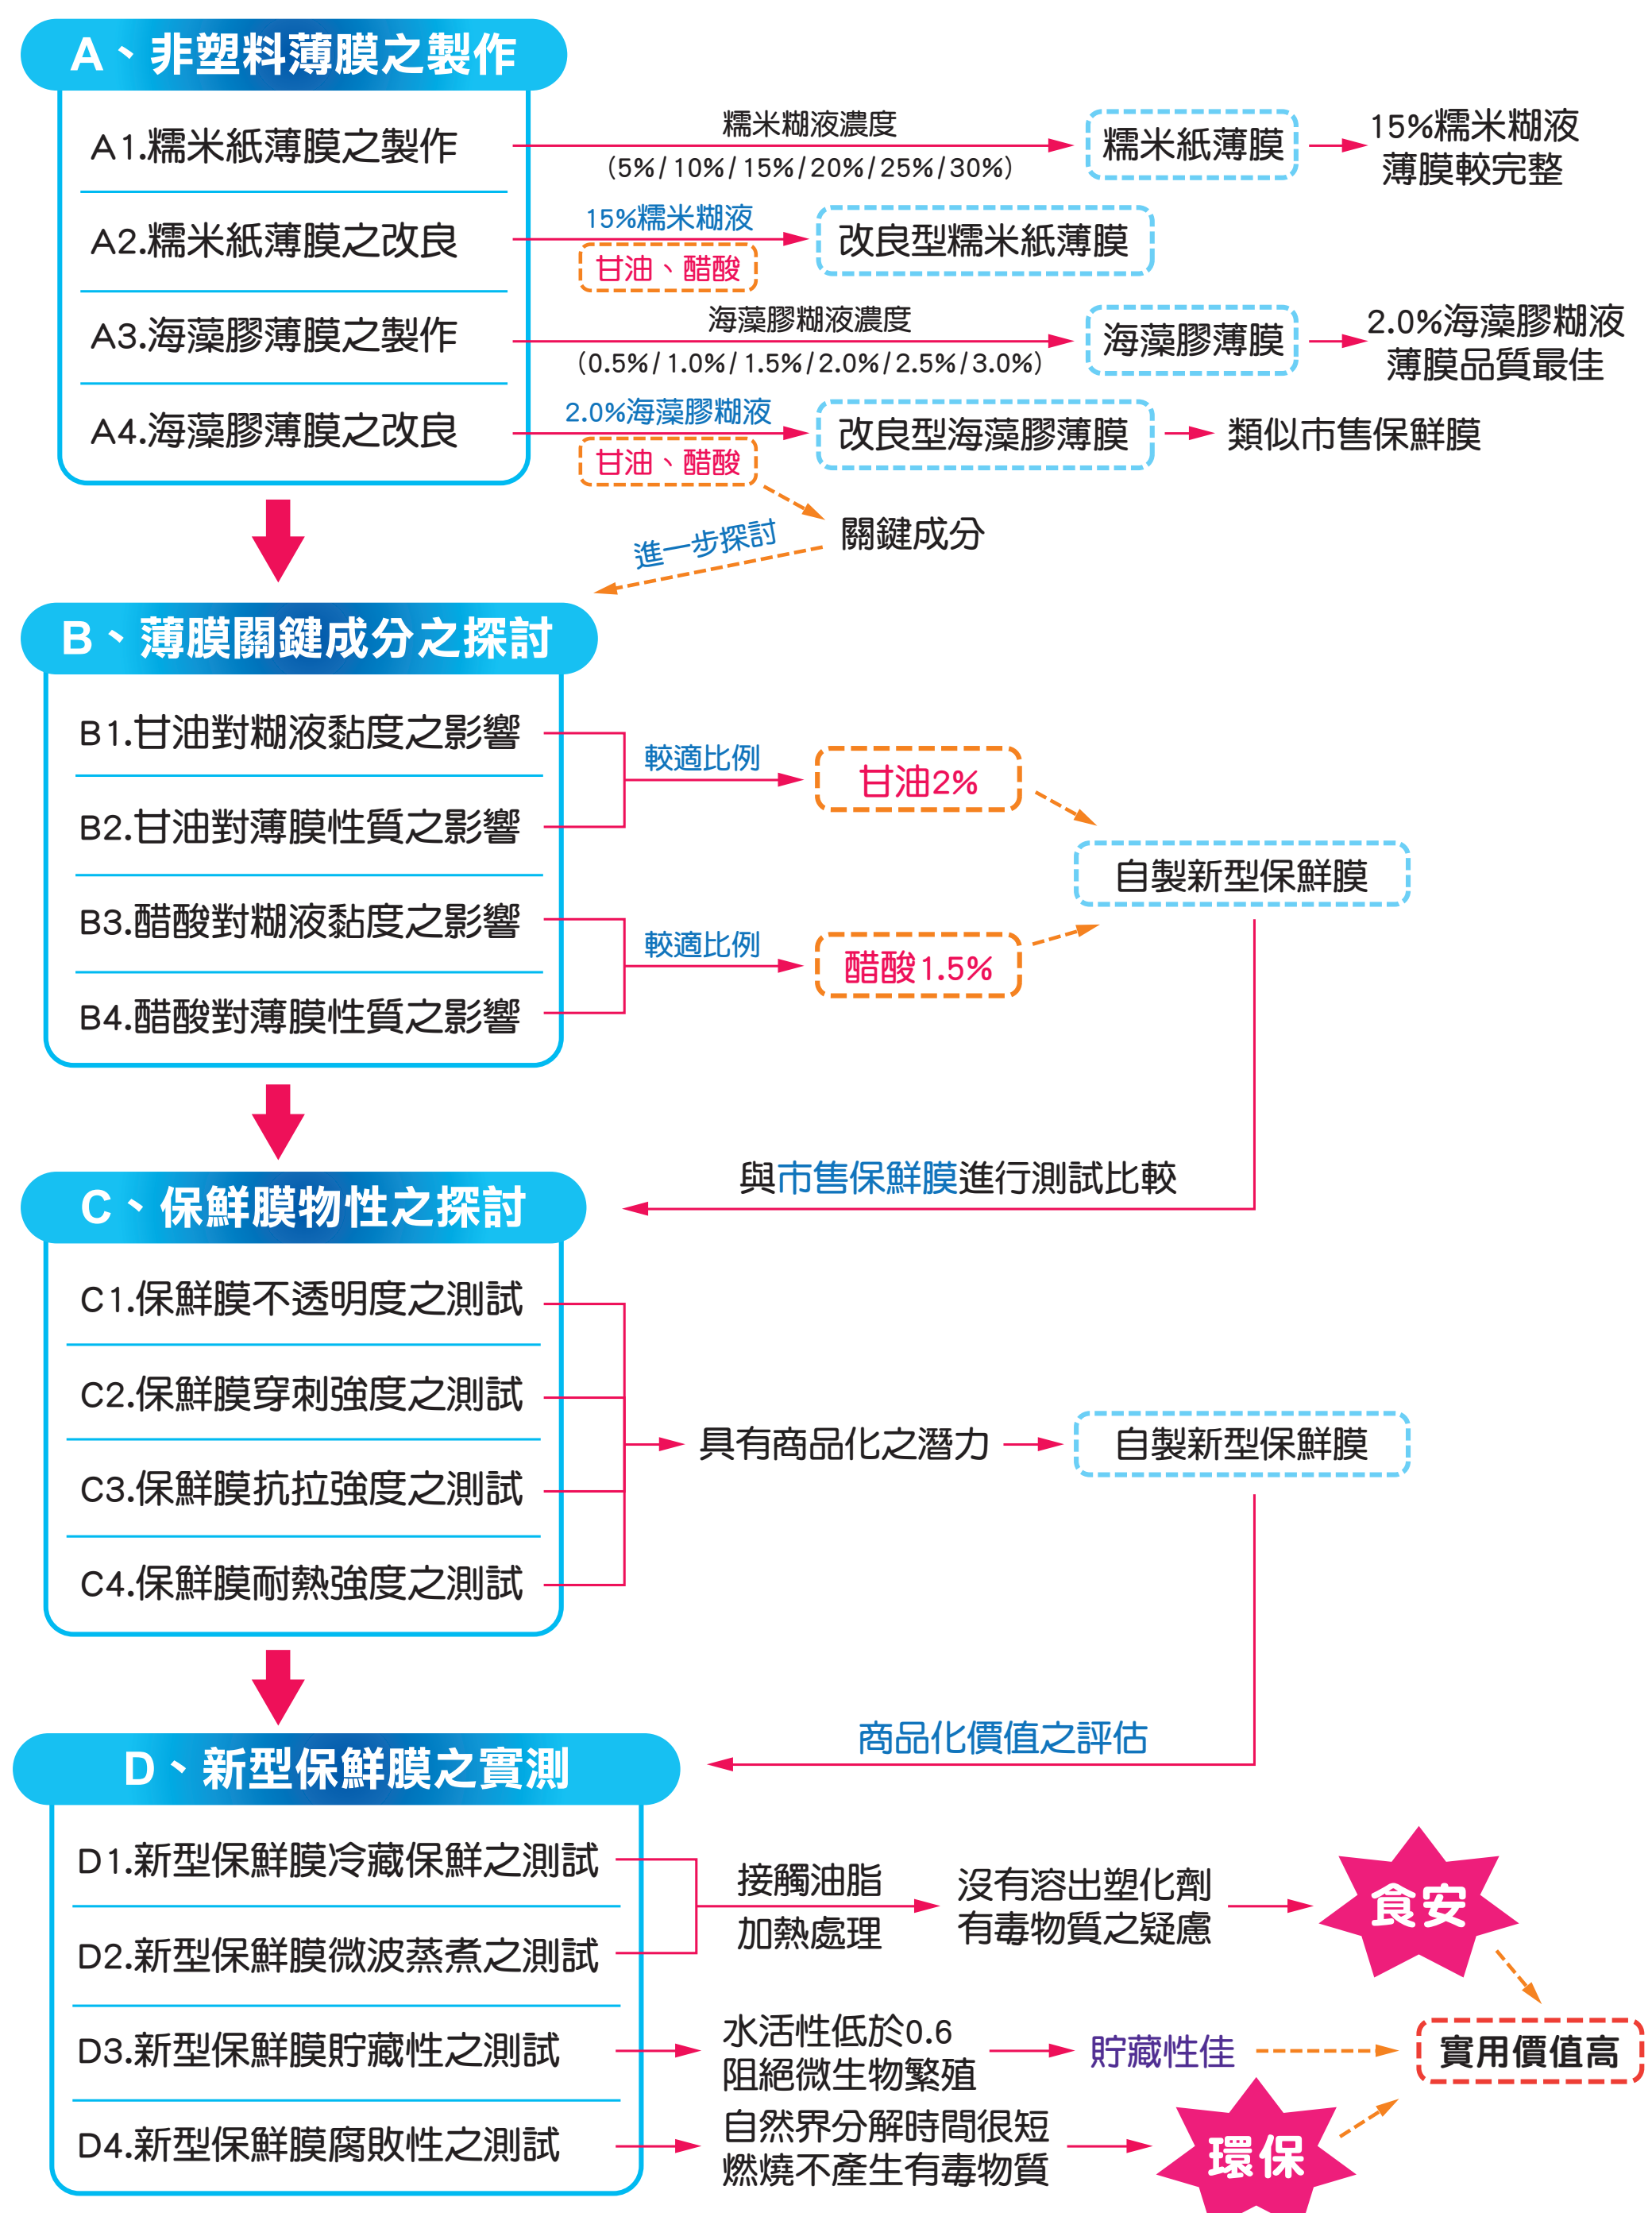 A、非塑料薄膜之製作
A1.糯米紙薄膜之製作
糯米糊液濃度
(5%/10%/15%/20%/25%/30%)
糯米紙薄膜
15%糯米糊液
薄膜較完整
A2.糯米紙薄膜之改良
15%糯米糊液
甘油、醋酸
改良型糯米紙薄膜
A3.海藻膠薄膜之製作
海藻膠糊液濃度
(0.5%/1.0%/1.5%/2.0%/2.5%/3.0%)
海藻膠薄膜
2.0%海藻膠糊液
薄膜品質最佳
A4.海藻膠薄膜之改良
2.0%海藻膠糊液
甘油、醋酸
改良型海藻膠薄膜
類似市售保鮮膜
關鍵成分
進一步探討
B、薄膜關鍵成分之探討
B1.甘油對糊液黏度之影響
B2.甘油對薄膜性質之影響
較適比例
甘油2%
自製新型保鮮膜
B3.醋酸對糊液黏度之影響
B4.醋酸對薄膜性質之影響
較適比例
醋酸1.5%
與市售保鮮膜進行測試比較
C、保鮮膜物性之探討
C1.保鮮膜不透明度之測試
C2.保鮮膜穿刺強度之測試
C3.保鮮膜抗拉強度之測試
C4.保鮮膜耐熱強度之測試
具有商品化之潛力
自製新型保鮮膜
商品化價值之評估
D、新型保鮮膜之實測
D1.新型保鮮膜冷藏保鮮之測試
D2.新型保鮮膜微波蒸煮之測試
接觸油脂
加熱處理
沒有溶出塑化劑
有毒物質之疑慮
食安
D3.新型保鮮膜貯藏性之測試
水活性低於0.6
阻絕微生物繁殖
貯藏性佳
實用價值高
D4.新型保鮮膜腐敗性之測試
自然界分解時間很短
燃燒不產生有毒物質
環保